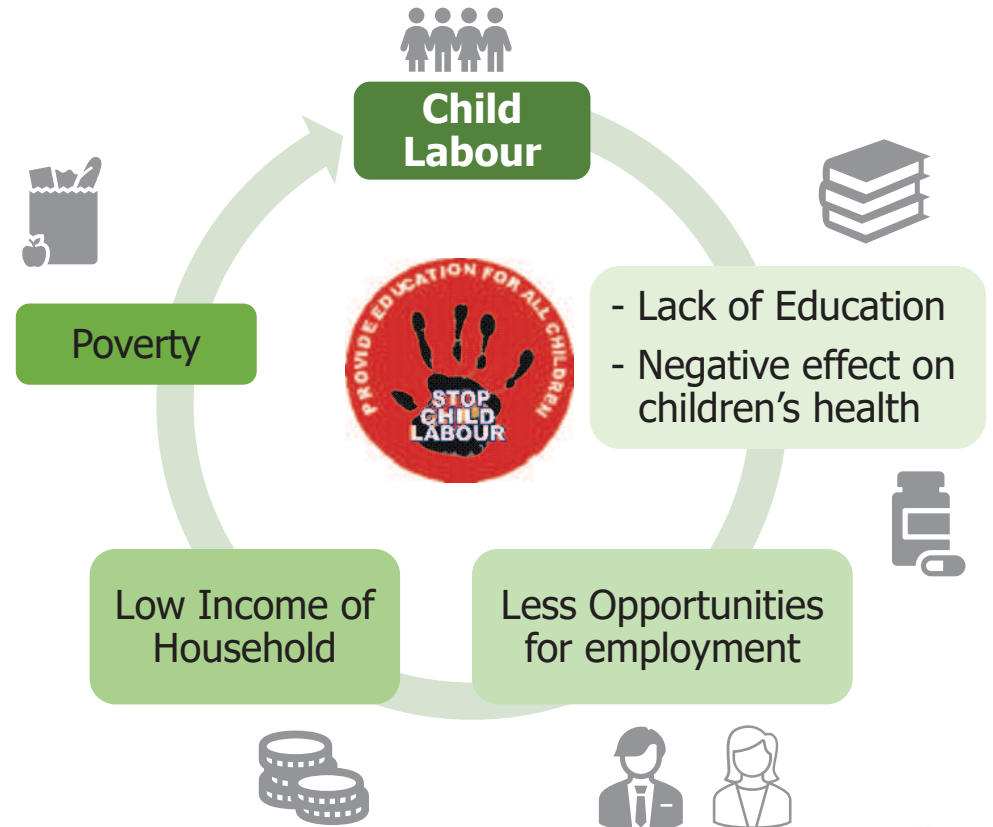 Child
Labour
- Lack of Education
- Negative effect on
children’s health
Less Opportunities
for employment
Low Income of
Household
Poverty
PROVIDE EDUCATION FOR ALL CHILDREN
STOP
CHILD
LABOUR